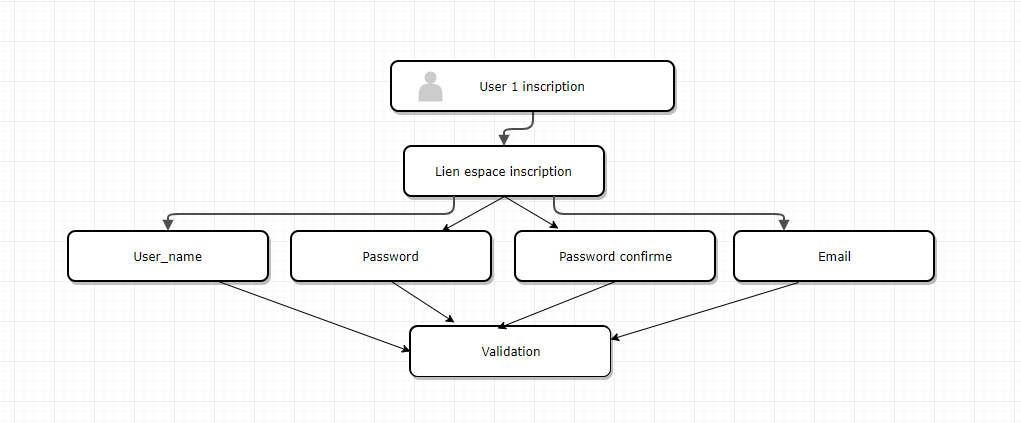 User 1 inscription
Lien espace inscription
User_name
Password
Password confirme
Email
Validation